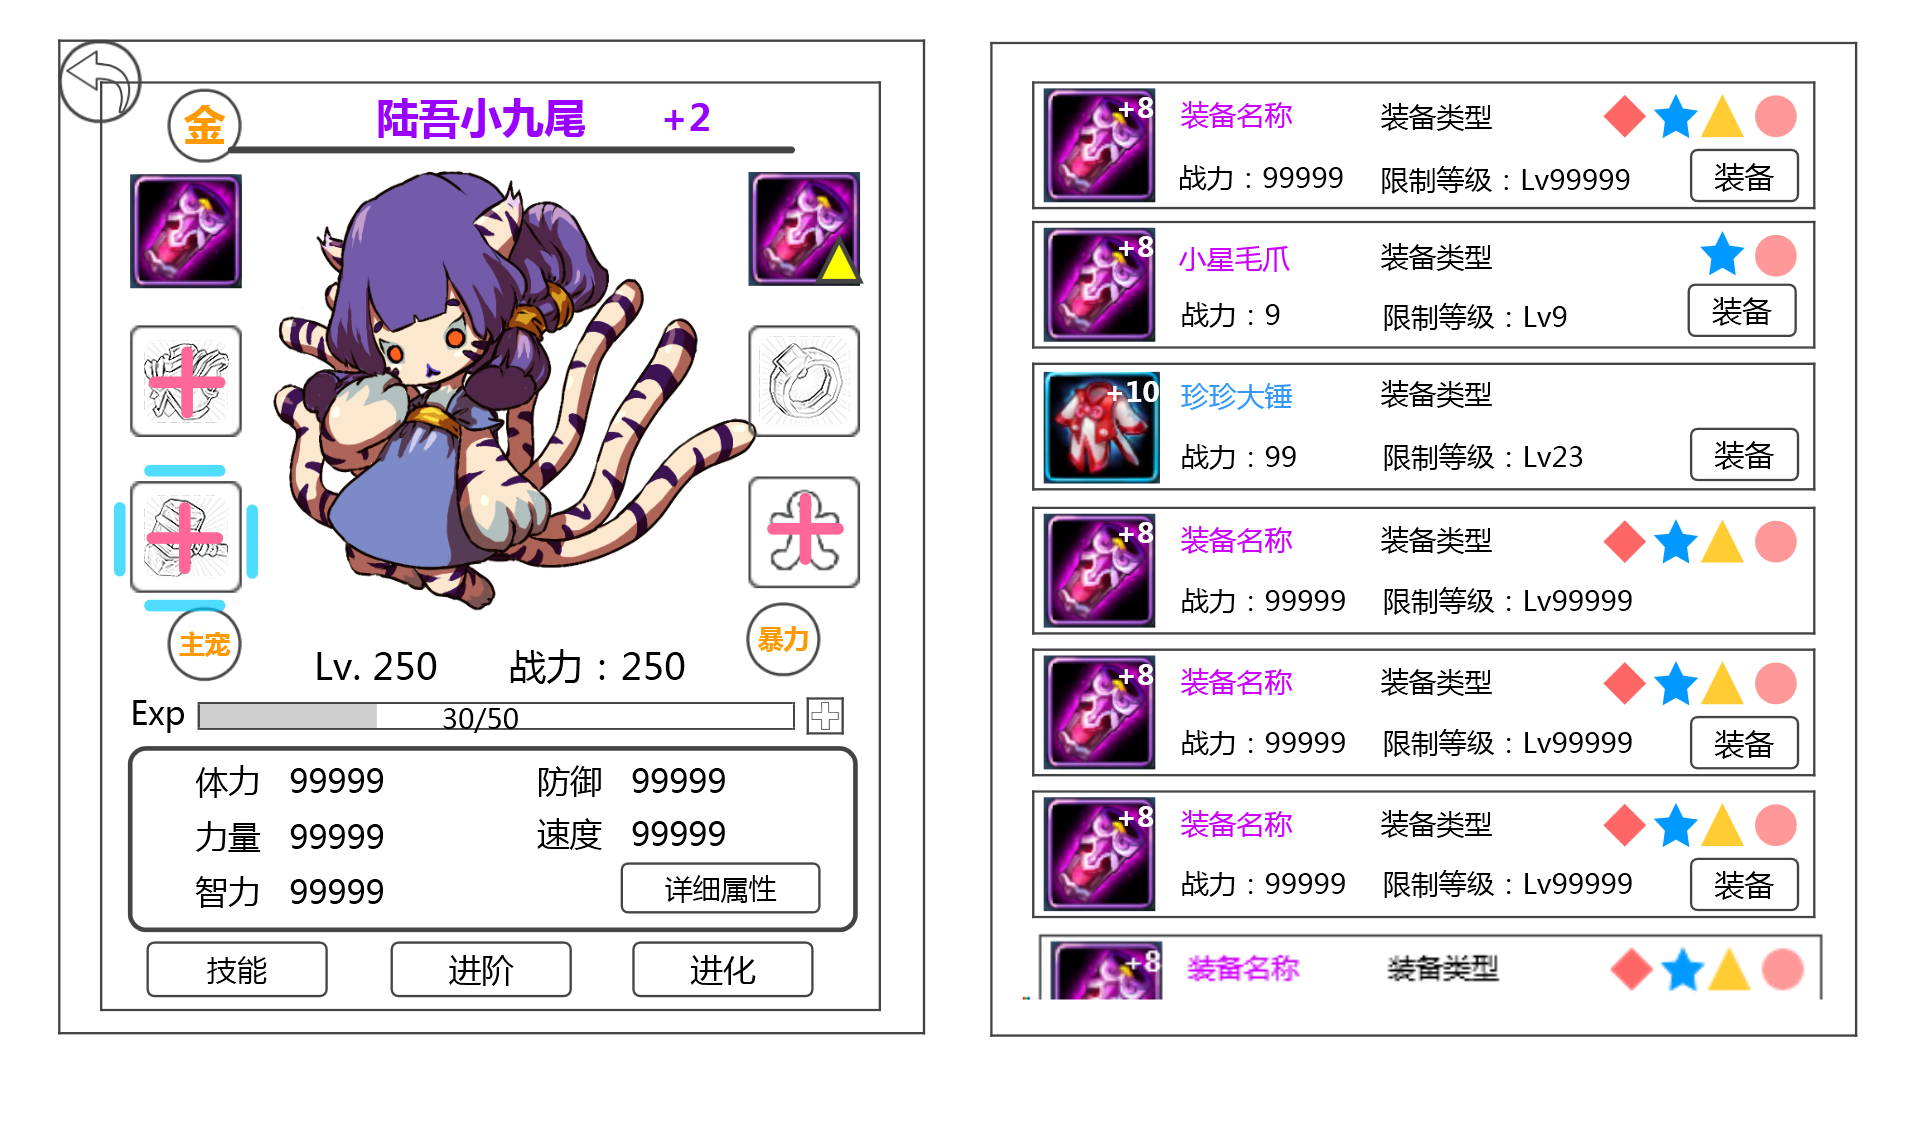 金
陆吾小九尾 +2
主宠
暴力
Lv. 250 战力：250
Exp 30/50
体力 99999 防御 99999
力量 99999 速度 99999
智力 99999
详细属性
技能 进阶 进化
+8 装备名称 装备类型
战力：99999 限制等级：Lv99999 装备
+8 小星毛爪 装备类型
战力：9 限制等级：Lv9 装备
+10 珍珍大锤 装备类型
战力：99 限制等级：Lv23 装备
+8 装备名称 装备类型
战力：99999 限制等级：Lv99999
+8 装备名称 装备类型
战力：99999 限制等级：Lv99999 装备
+8 装备名称 装备类型
战力：99999 限制等级：Lv99999 装备
+8 装备名称 装备类型